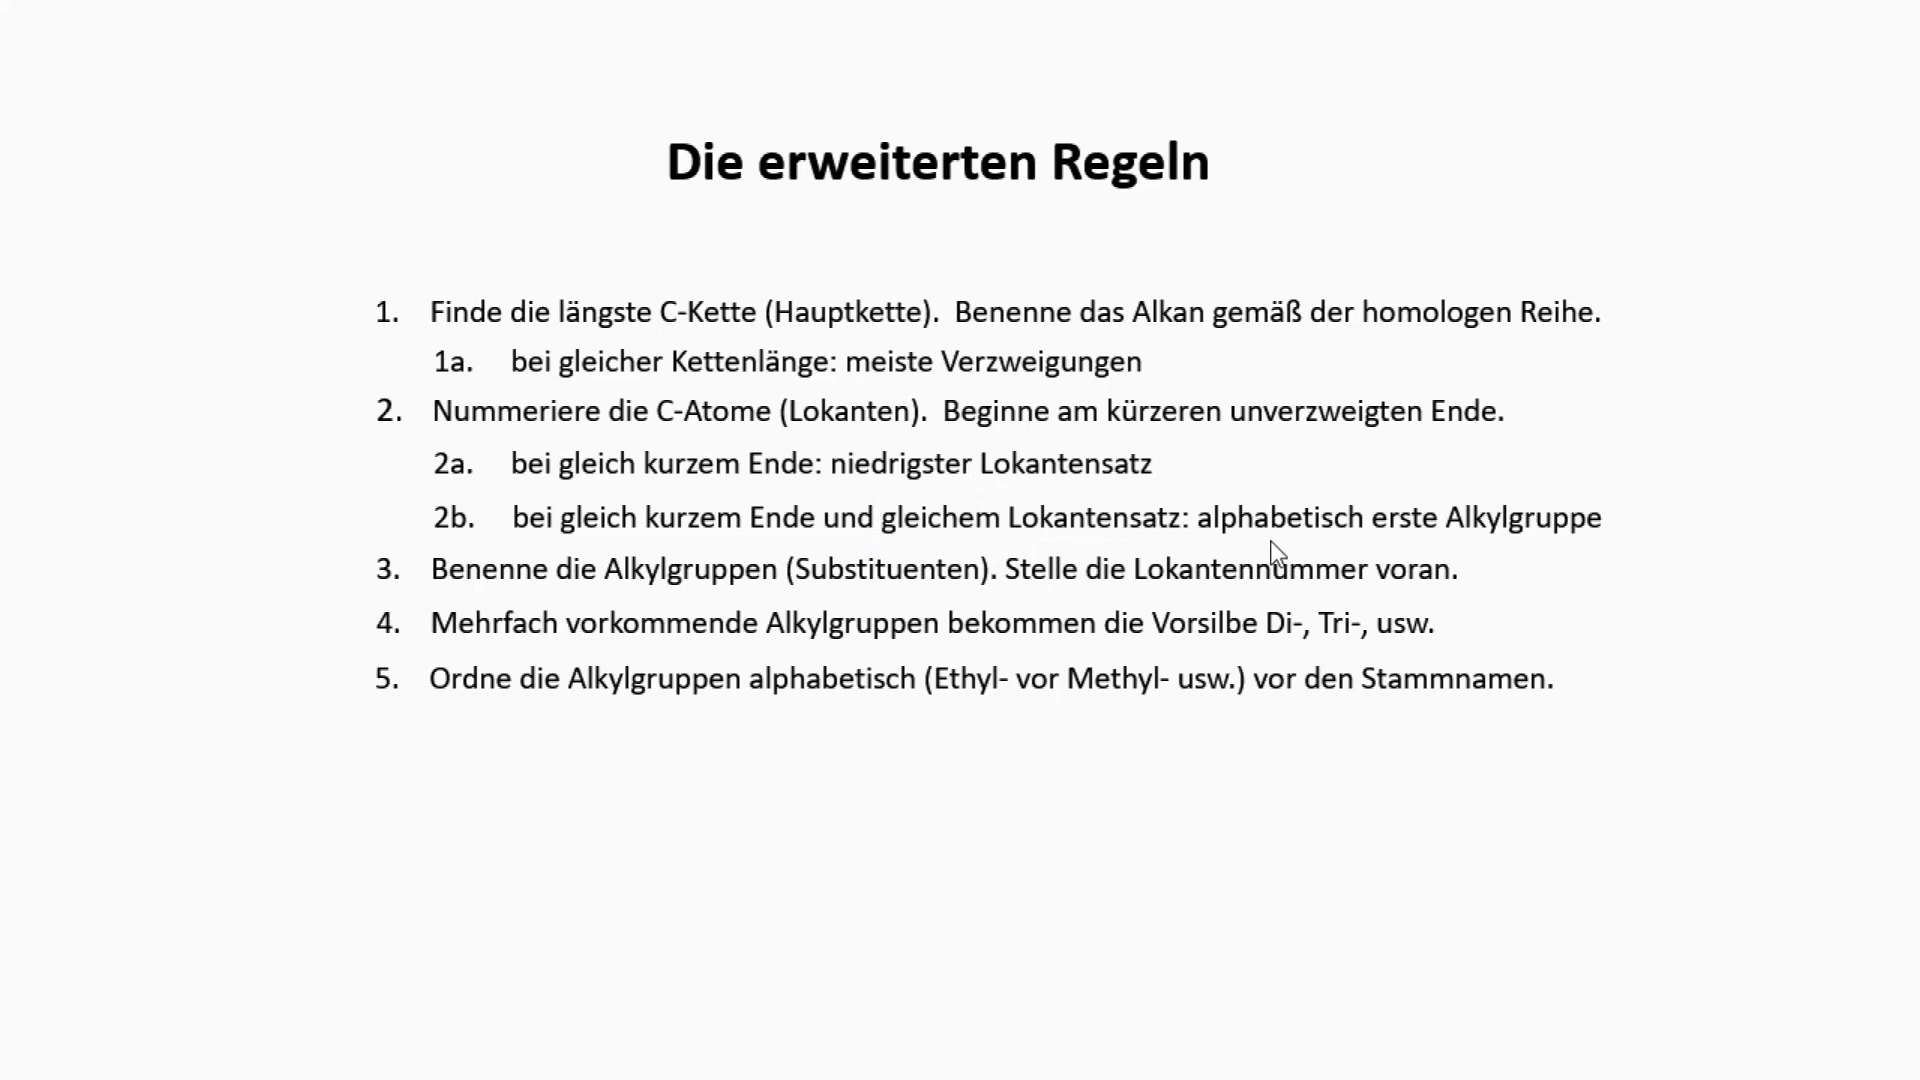 Die erweiterten Regeln
1. Finde die längste C-Kette (Hauptkette). Benenne das Alkan gemäß der homologen Reihe.
1a. bei gleicher Kettenlänge: meiste Verzweigungen
2. Nummeriere die C-Atome (Lokanten). Beginne am kürzeren unverzweigten Ende.
2a. bei gleich kurzem Ende: niedrigster Lokantensatz
2b. bei gleich kurzem Ende und gleichem Lokantensatz: alphabetisch erste Alkylgruppe
3. Benenne die Alkylgruppen (Substituenten). Stelle die Lokantennummer voran.
4. Mehrfach vorkommende Alkylgruppen bekommen die Vorsilbe Di-, Tri-, usw.
5. Ordne die Alkylgruppen alphabetisch (Ethyl- vor Methyl- usw.) vor den Stammnamen.